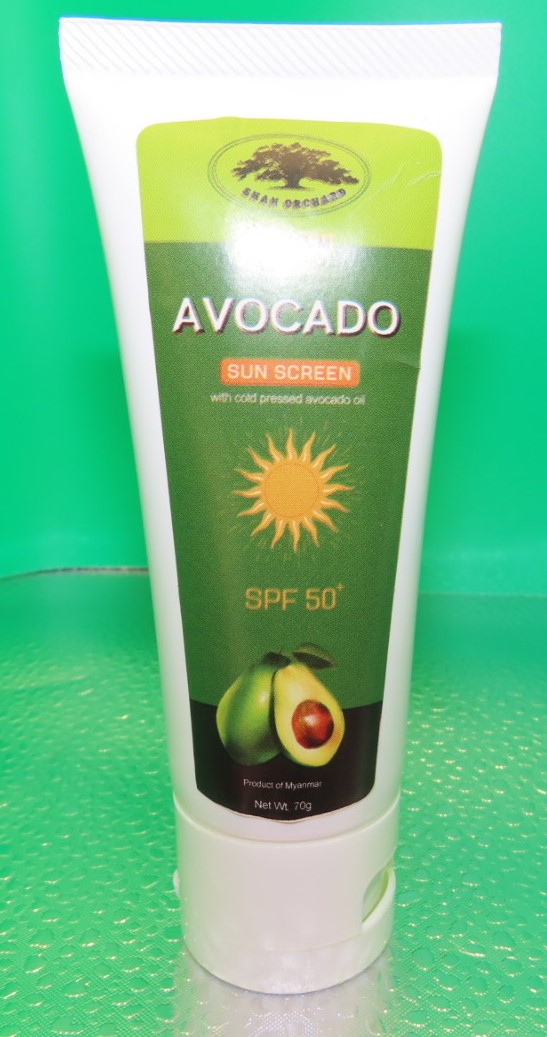 SHAN ORCHARD
AVOCADO
SUN SCREEN
with cold pressed avocado oil
SPF 50+
Product of Myanmar
Net Wt. 70g